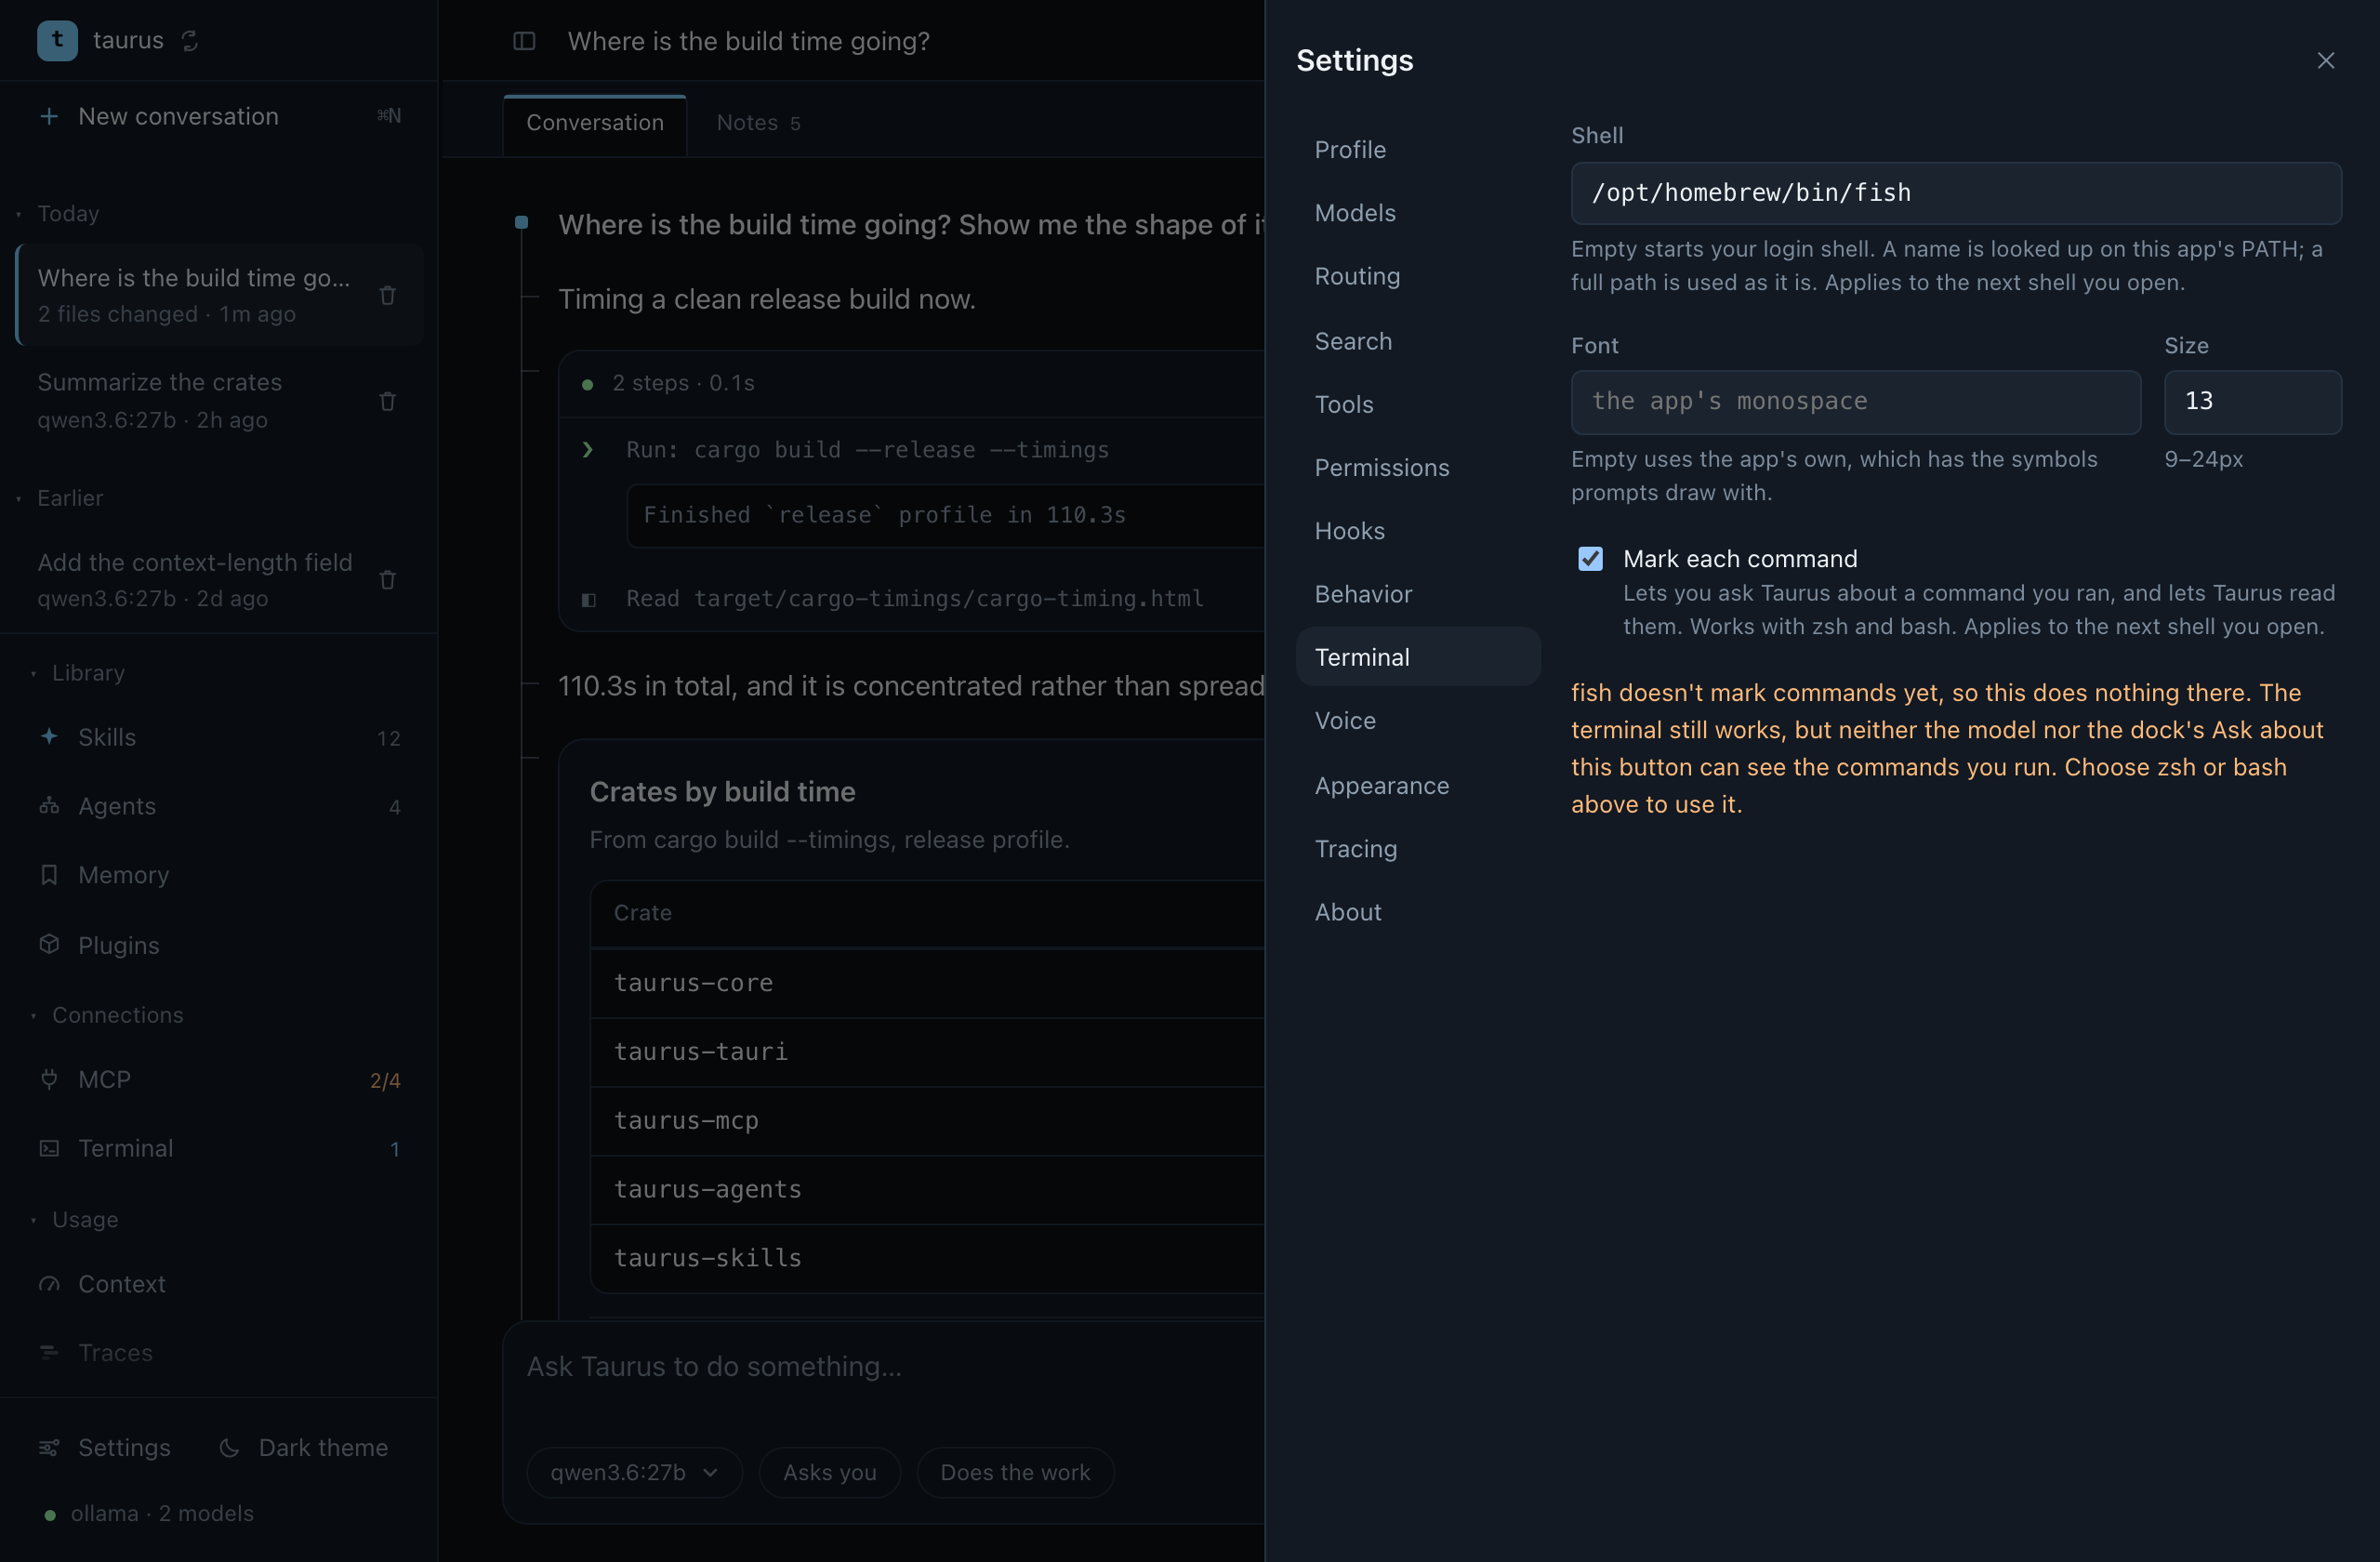 t taurus
New conversation ⌘N
Today
Where is the build time go...
2 files changed · 1m ago
Summarize the crates
qwen3.6:27b · 2h ago
Earlier
Add the context-length field
qwen3.6:27b · 2d ago
Library
Skills 12
Agents 4
Memory
Plugins
Connections
MCP 2/4
Terminal 1
Usage
Context
Traces
Settings Dark theme
ollama · 2 models
Where is the build time going?
Conversation Notes 5
Where is the build time going? Show me the shape of it
Timing a clean release build now.
2 steps · 0.1s
Run: cargo build --release --timings
Finished `release` profile in 110.3s
Read target/cargo-timings/cargo-timing.html
110.3s in total, and it is concentrated rather than spread
Crates by build time
From cargo build --timings, release profile.
Crate
taurus-core
taurus-tauri
taurus-mcp
taurus-agents
taurus-skills
Ask Taurus to do something...
qwen3.6:27b Asks you Does the work
Settings
Profile
Models
Routing
Search
Tools
Permissions
Hooks
Behavior
Terminal
Voice
Appearance
Tracing
About
Shell
/opt/homebrew/bin/fish
Empty starts your login shell. A name is looked up on this app's PATH; a
full path is used as it is. Applies to the next shell you open.
Font Size
the app's monospace 13
Empty uses the app's own, which has the symbols 9–24px
prompts draw with.
Mark each command
Lets you ask Taurus about a command you ran, and lets Taurus read
them. Works with zsh and bash. Applies to the next shell you open.
fish doesn't mark commands yet, so this does nothing there. The
terminal still works, but neither the model nor the dock's Ask about
this button can see the commands you run. Choose zsh or bash
above to use it.